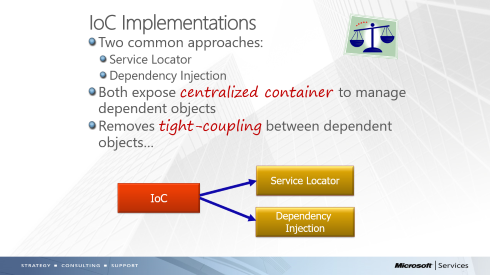 IoC Implementations
Two common approaches:
Service Locator
Dependency Injection
Both expose centralized container to manage
dependent objects
Removes tight-coupling between dependent
objects...
IoC
Service Locator
Dependency
Injection
STRATEGY ■ CONSULTING ■ SUPPORT
Microsoft | Services